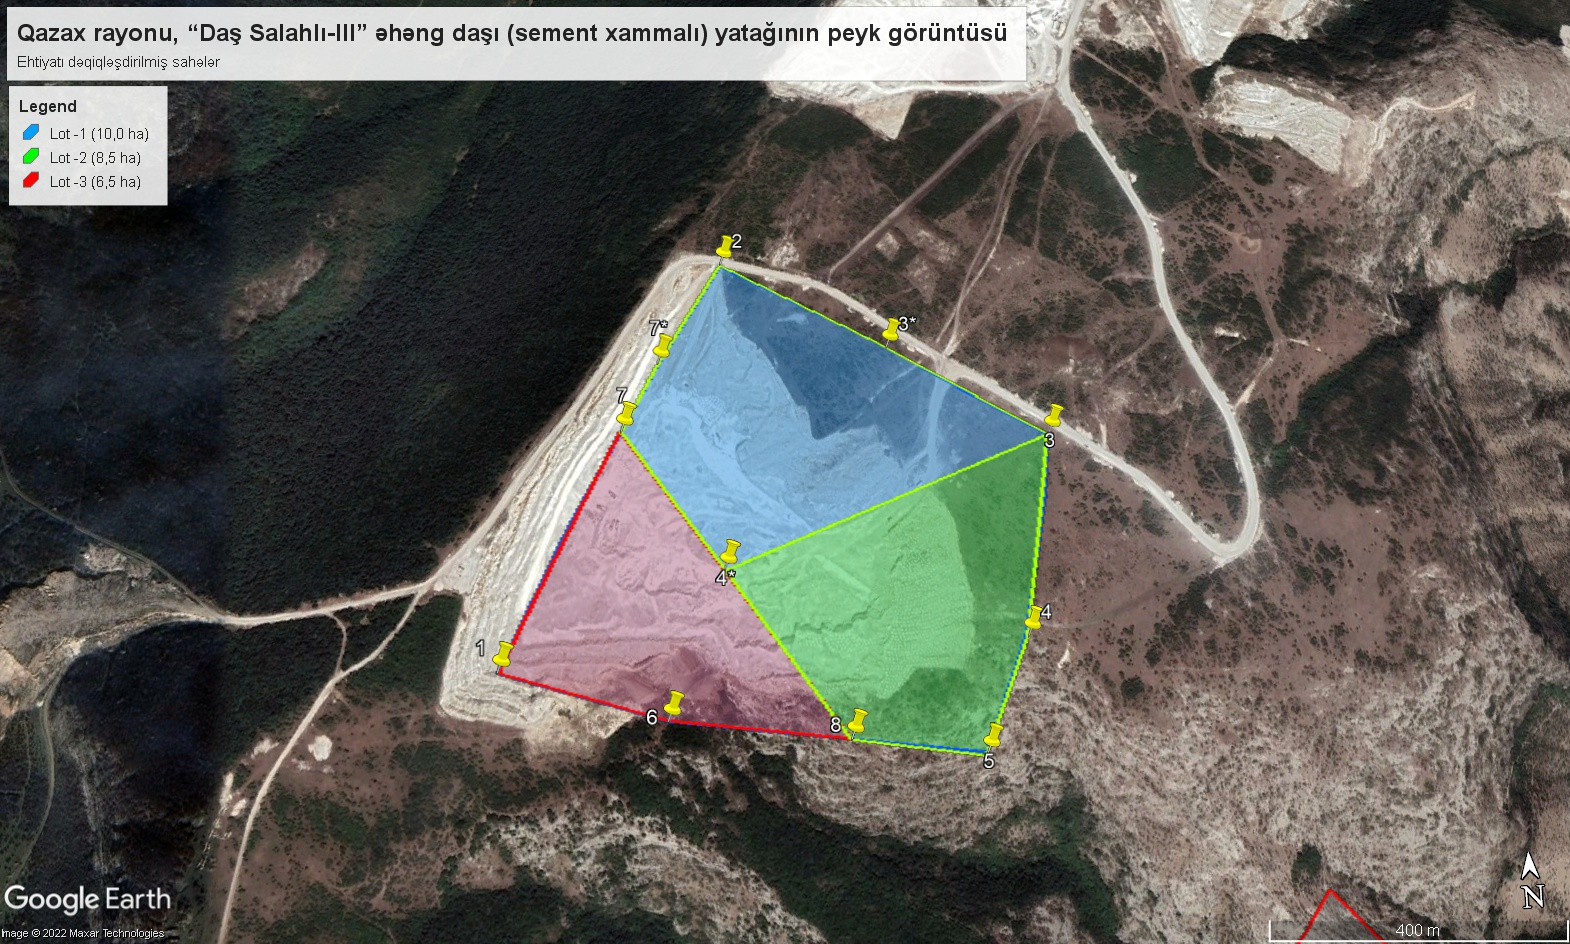 Qazax rayonu, “Daş Salahlı-III” əhəng daşı (sement xammalı) yatağının peyk görüntüsü
Ehtiyatı dəqiqləşdirilmiş sahələr
Legend
Lot -1 (10,0 ha)
Lot -2 (8,5 ha)
Lot -3 (6,5 ha)
2
3*
7*
7
3
4*
4
1
6
8
5
Google Earth
N
400 m
Image © 2022 Maxar Technologies